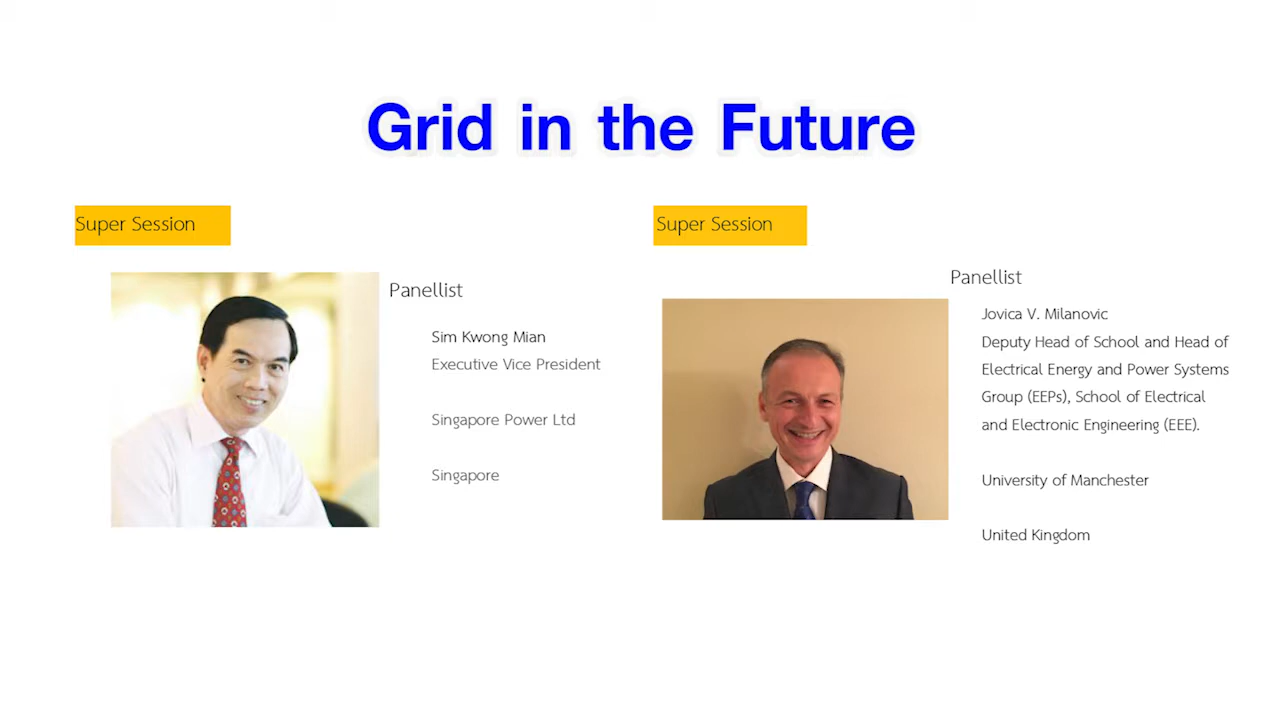 Grid in the Future
Super Session
Panellist
Sim Kwong Mian
Executive Vice President
Singapore Power Ltd
Singapore
Super Session
Panellist
Jovica V. Milanovic
Deputy Head of School and Head of
Electrical Energy and Power Systems
Group (EEPs), School of Electrical
and Electronic Engineering (EEE).
University of Manchester
United Kingdom